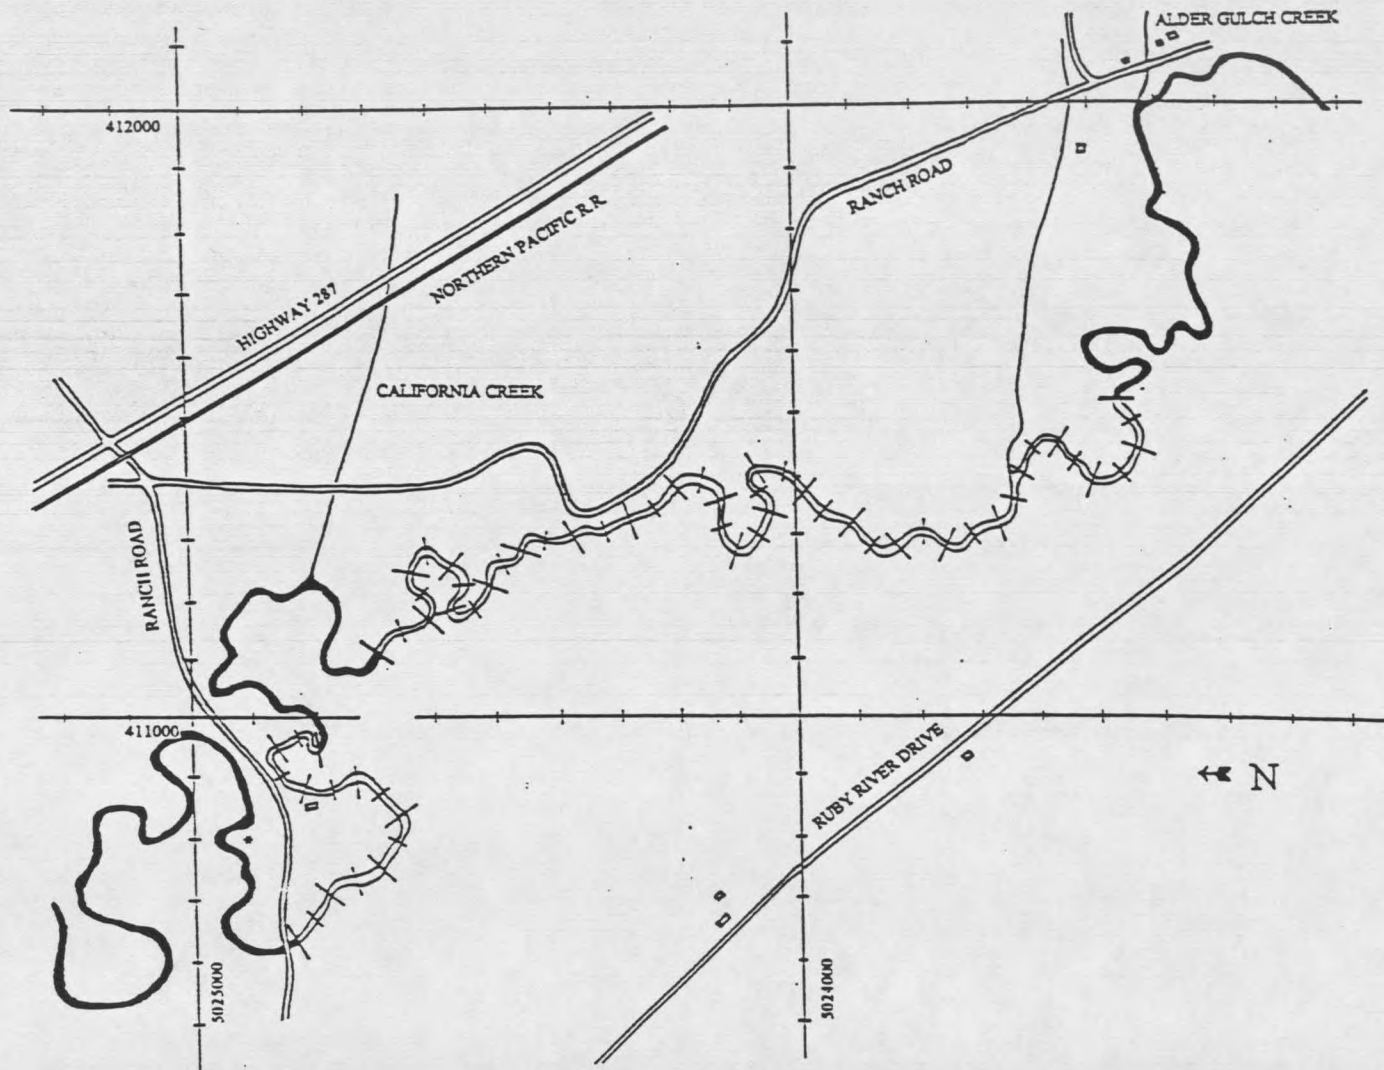 ALDER GULCH CREEK
412000
RANCH ROAD
NORTHERN PACIFIC R.R.
HIGHWAY 287
CALIFORNIA CREEK
RANCH ROAD
411000
RUBY RIVER DRIVE
N
5025000
5024000